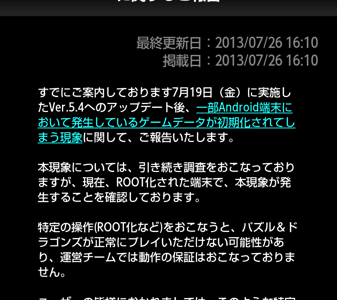 に関するご報告
最終更新日：2013/07/26 16:10
掲載日：2013/07/26 16:10
すでにご案内しております7月19日（金）に実施し
たVer.5.4へのアップデート後、一部Android端末に
おいて発生しているゲームデータが初期化されてし
まう現象に関して、ご報告いたします。
本現象については、引き続き調査をおこなっており
ますが、現在、ROOT化された端末で、本現象が発
生することを確認しております。
特定の操作(ROOT化など)をおこなうと、パズル＆ド
ラゴンズが正常にプレイいただけない可能性があ
り、運営チームでは動作の保証はおこなっておりま
せん。